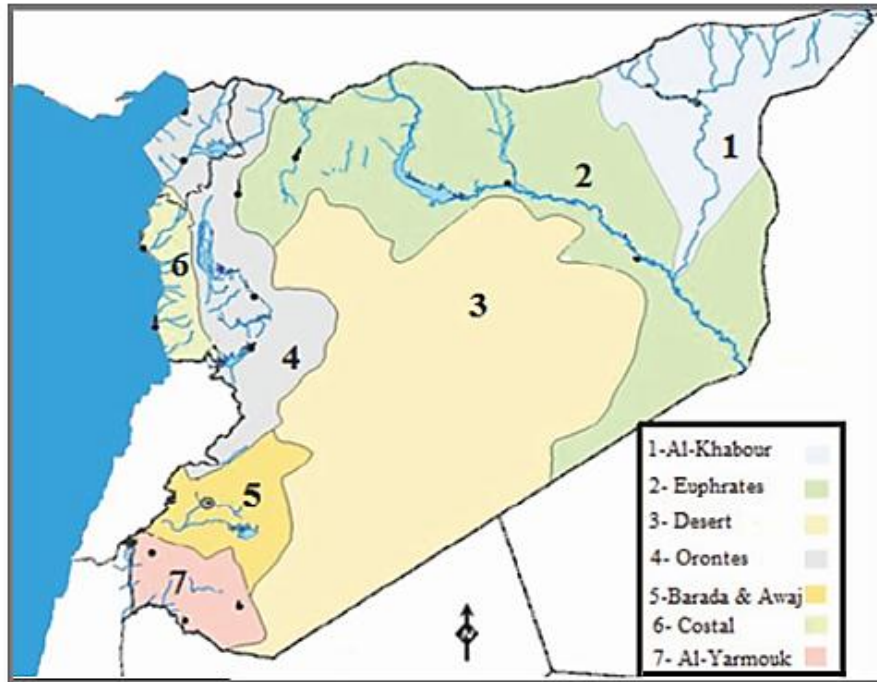 1
2
3
6
4
5
7
N
1-Al-Khabour
2- Euphrates
3- Desert
4- Orontes
5-Barada & Awaj
6- Costal
7- Al-Yarmouk